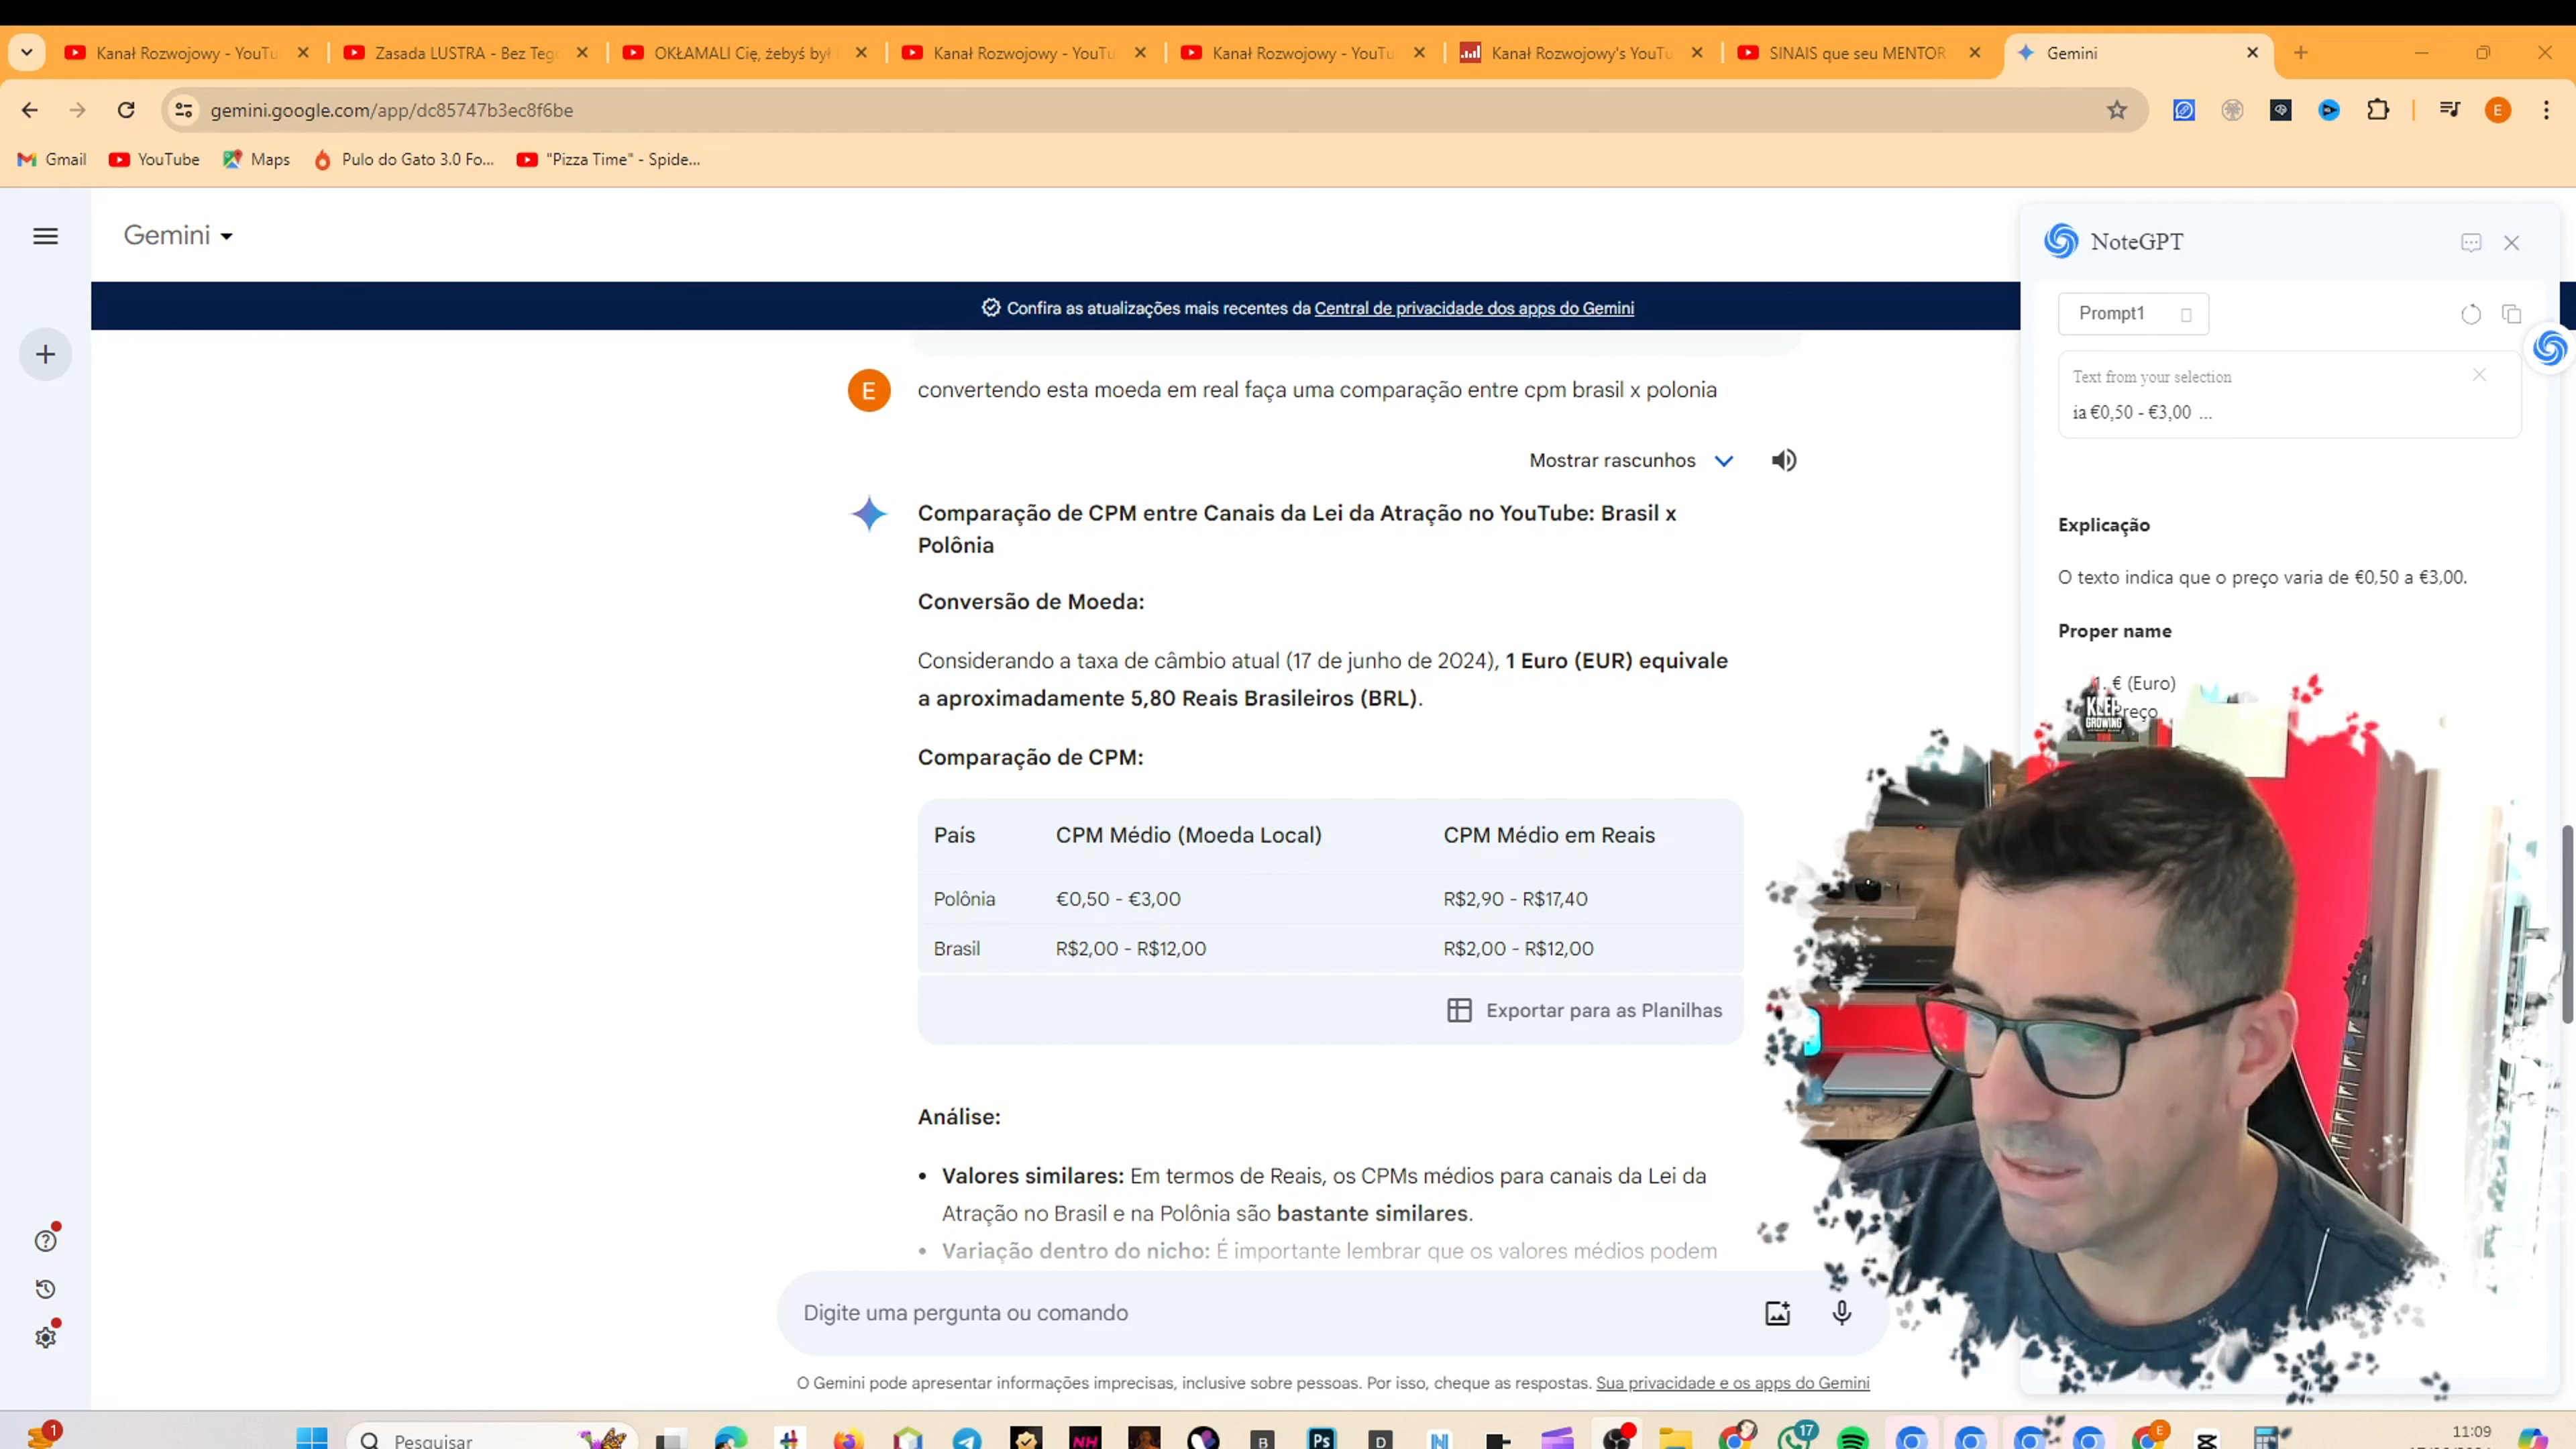 Kanał Rozwojowy - YouTu
Zasada LUSTRA - Bez Teg
OKŁAMALI Cię, żebyś był
Kanał Rozwojowy - YouTu
Kanał Rozwojowy - YouTu
Kanał Rozwojowy's YouTu
SINAIS que seu MENTOR
Gemini
gemini.google.com/app/dc85747b3ec8f6be
E
Gmail
YouTube
Maps
Pulo do Gato 3.0 Fo...
"Pizza Time" - Spide...
Gemini
Confira as atualizações mais recentes da Central de privacidade dos apps do Gemini
E
convertendo esta moeda em real faça uma comparação entre cpm brasil x polonia
Mostrar rascunhos
Comparação de CPM entre Canais da Lei da Atração no YouTube: Brasil x
Polônia
Conversão de Moeda:
Considerando a taxa de câmbio atual (17 de junho de 2024), 1 Euro (EUR) equivale
a aproximadamente 5,80 Reais Brasileiros (BRL).
Comparação de CPM:
País CPM Médio (Moeda Local) CPM Médio em Reais
Polônia €0,50 - €3,00 R$2,90 - R$17,40
Brasil R$2,00 - R$12,00 R$2,00 - R$12,00
Exportar para as Planilhas
Análise:
• Valores similares: Em termos de Reais, os CPMs médios para canais da Lei da
Atração no Brasil e na Polônia são bastante similares.
• Variação dentro do nicho: É importante lembrar que os valores médios podem
Digite uma pergunta ou comando
O Gemini pode apresentar informações imprecisas, inclusive sobre pessoas. Por isso, cheque as respostas. Sua privacidade e os apps do Gemini
NoteGPT
Prompt1
Text from your selection
ia €0,50 - €3,00 ...
Explicação
O texto indica que o preço varia de €0,50 a €3,00.
Proper name
1. € (Euro)
KEEP
GROWING
1
Pesquisar
NH
B
Ps
D
N
17
E
11:09